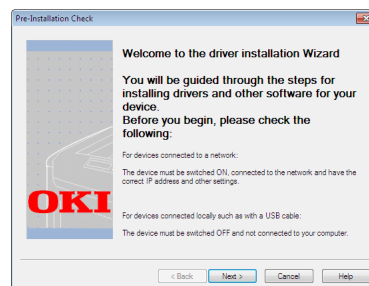 Pre-Installation Check
Welcome to the driver installation Wizard
You will be guided through the steps for
installing drivers and other software for your
device.
Before you begin, please check the
following:
For devices connected to a network:
The device must be switched ON, connected to the network and have the
correct IP address and other settings.
OKI
For devices connected locally such as with a USB cable:
The device must be switched OFF and not connected to your computer.
< Back
Next >
Cancel
Help